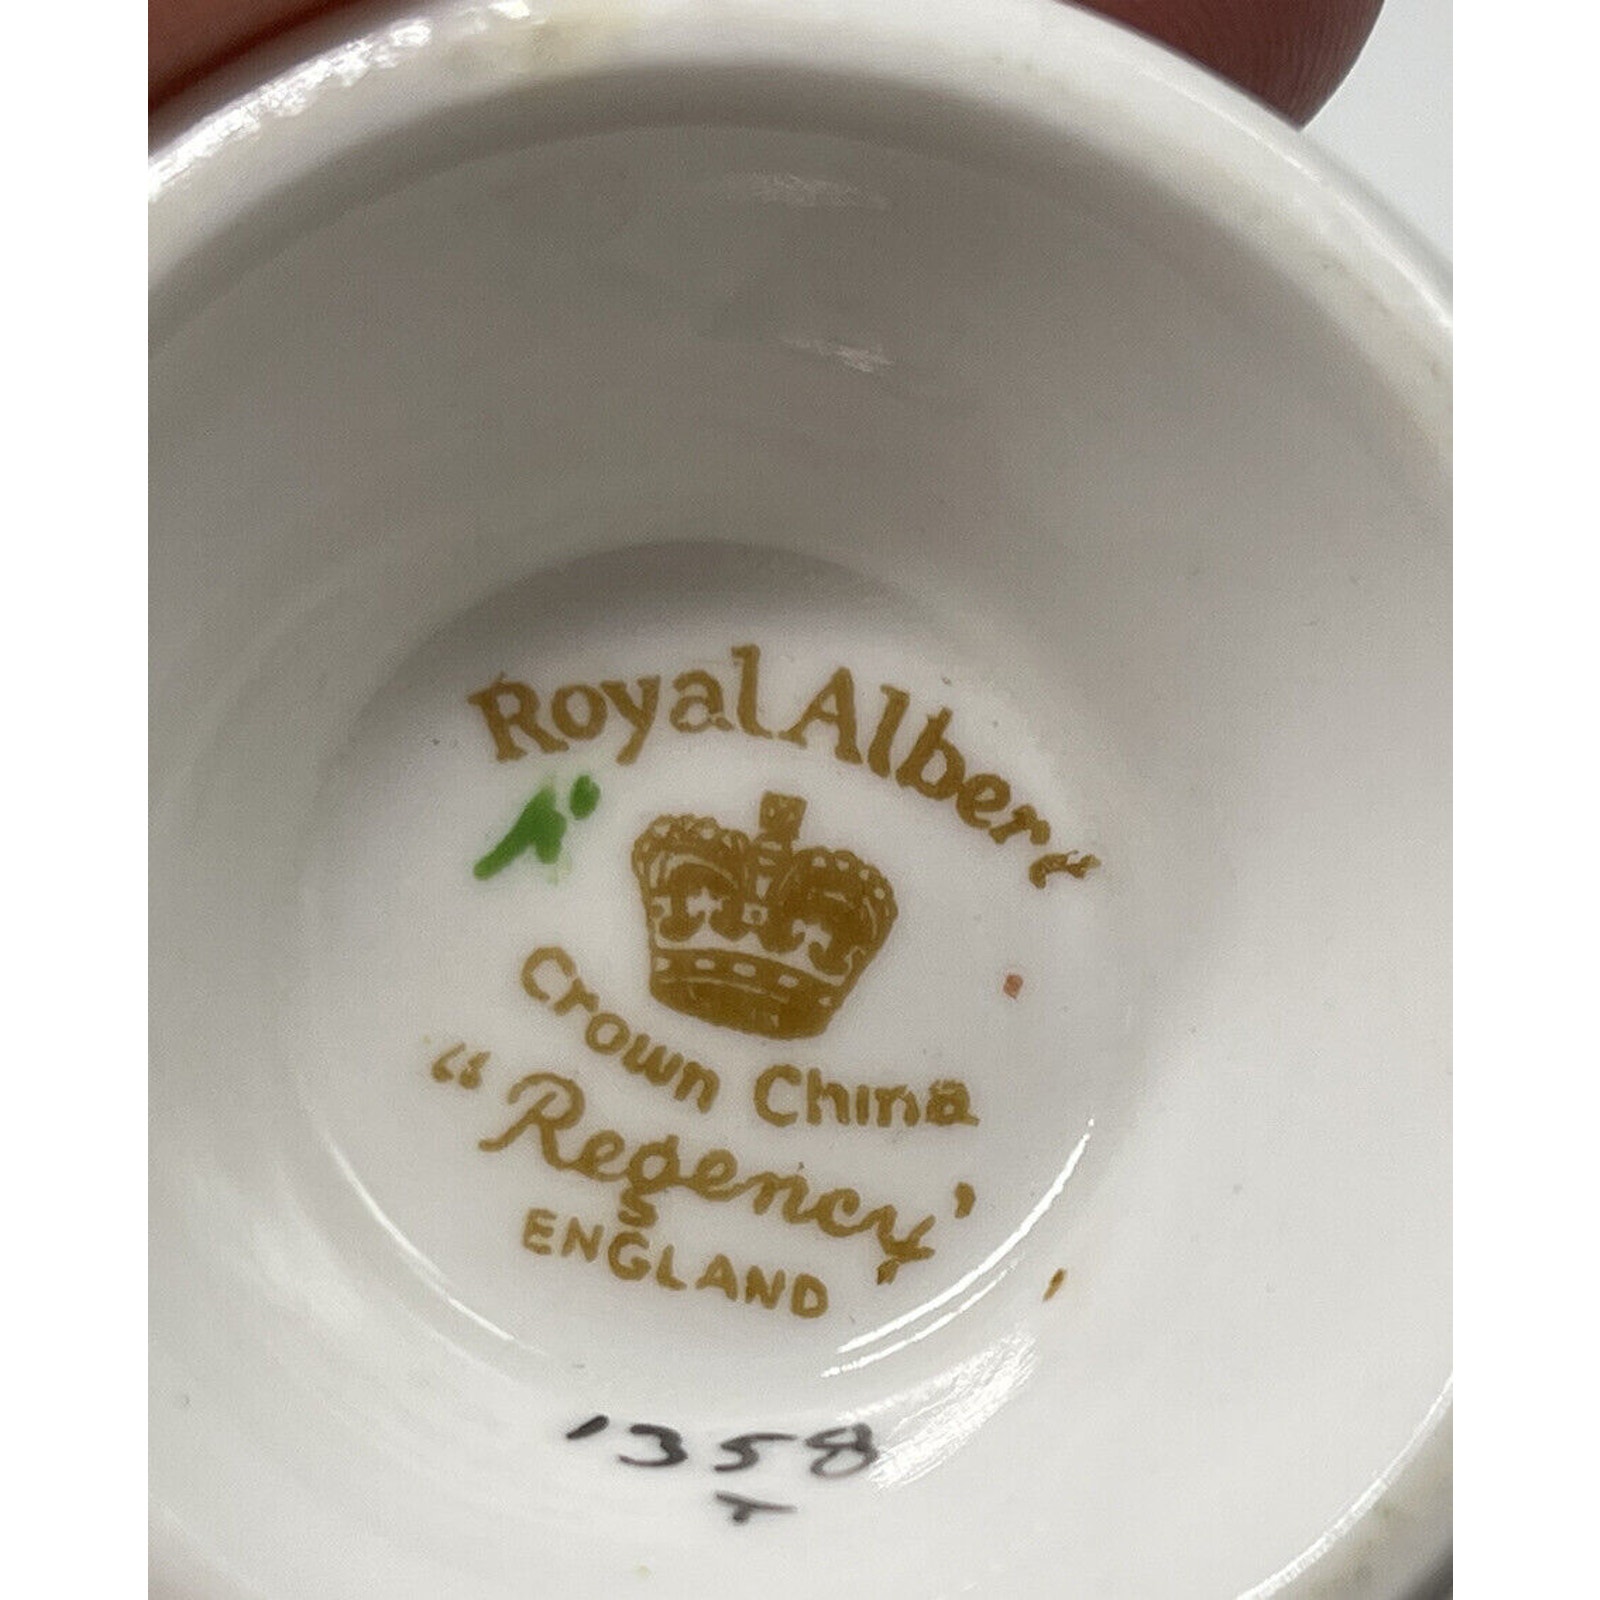 Royal Albert
Crown China
"Regency"
ENGLAND
1358